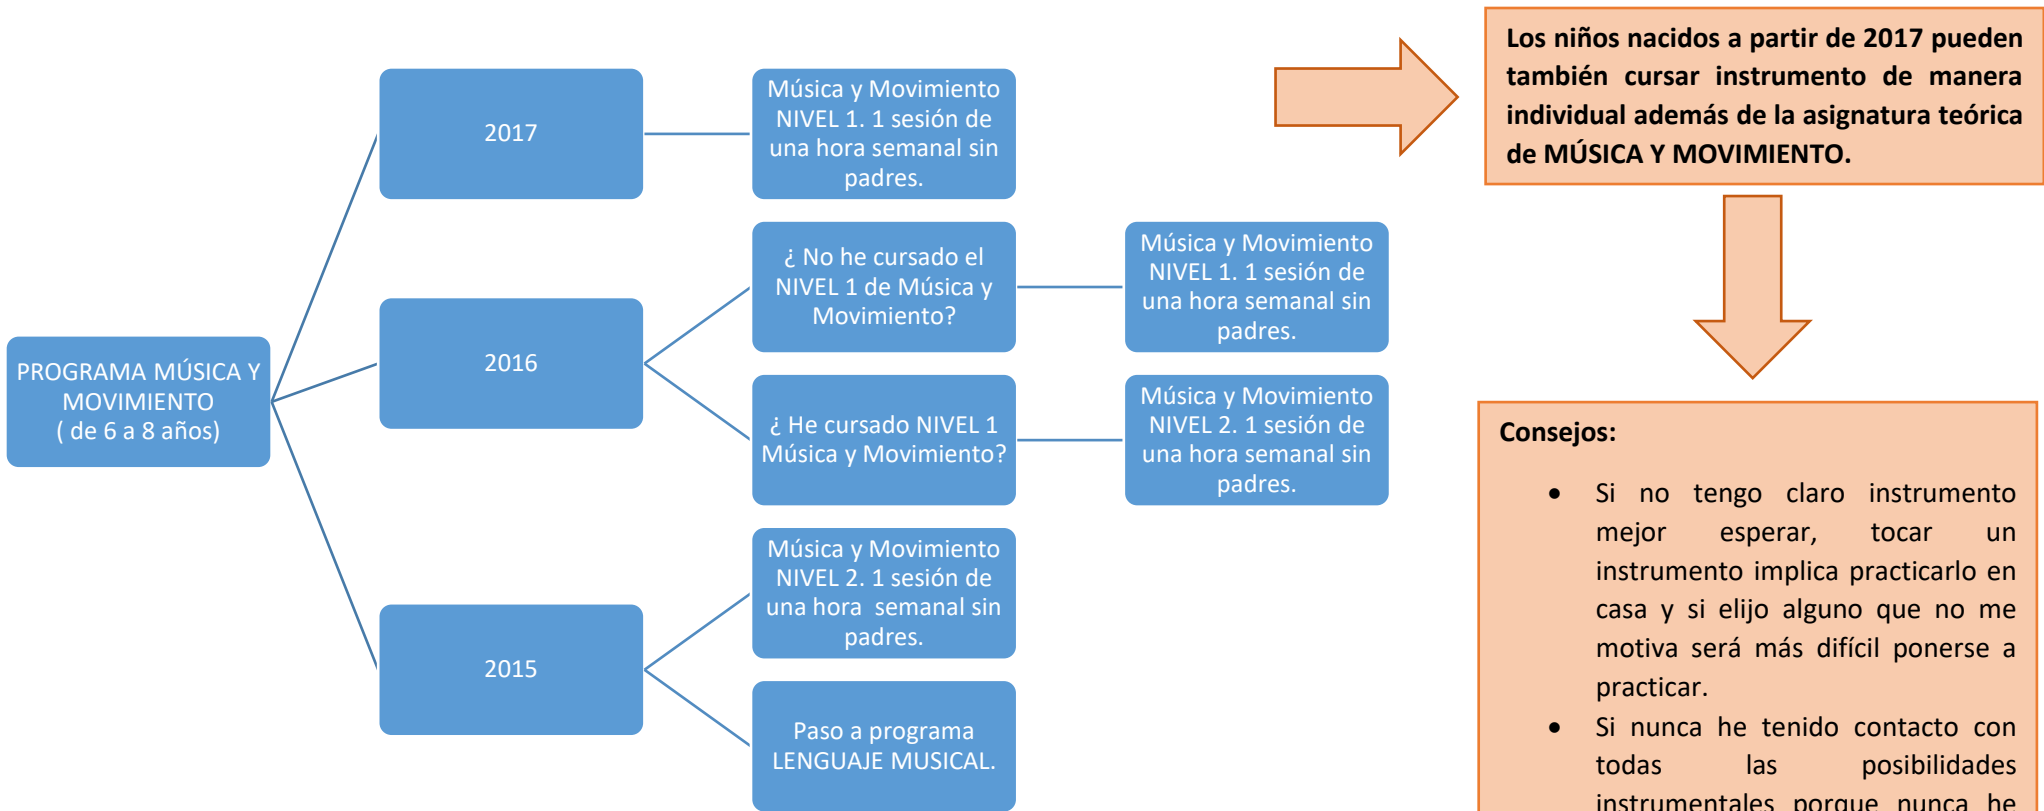 PROGRAMA MÚSICA Y
MOVIMIENTO
( de 6 a 8 años)
2017
Música y Movimiento
NIVEL 1. 1 sesión de
una hora semanal sin
padres.
2016
¿ No he cursado el
NIVEL 1 de Música y
Movimiento?
Música y Movimiento
NIVEL 1. 1 sesión de
una hora semanal sin
padres.
¿ He cursado NIVEL 1
Música y Movimiento?
Música y Movimiento
NIVEL 2. 1 sesión de
una hora semanal sin
padres.
2015
Música y Movimiento
NIVEL 2. 1 sesión de
una hora  semanal sin
padres.
Paso a programa
LENGUAJE MUSICAL.
Los niños nacidos a partir de 2017 pueden
también cursar instrumento de manera
individual además de la asignatura teórica
de MÚSICA Y MOVIMIENTO.
Consejos:
• Si no tengo claro instrumento
mejor esperar, tocar un
instrumento implica practicarlo en
casa y si elijo alguno que no me
motiva será más difícil ponerse a
practicar.
• Si nunca he tenido contacto con
todas las posibilidades
instrumentales porque nunca he